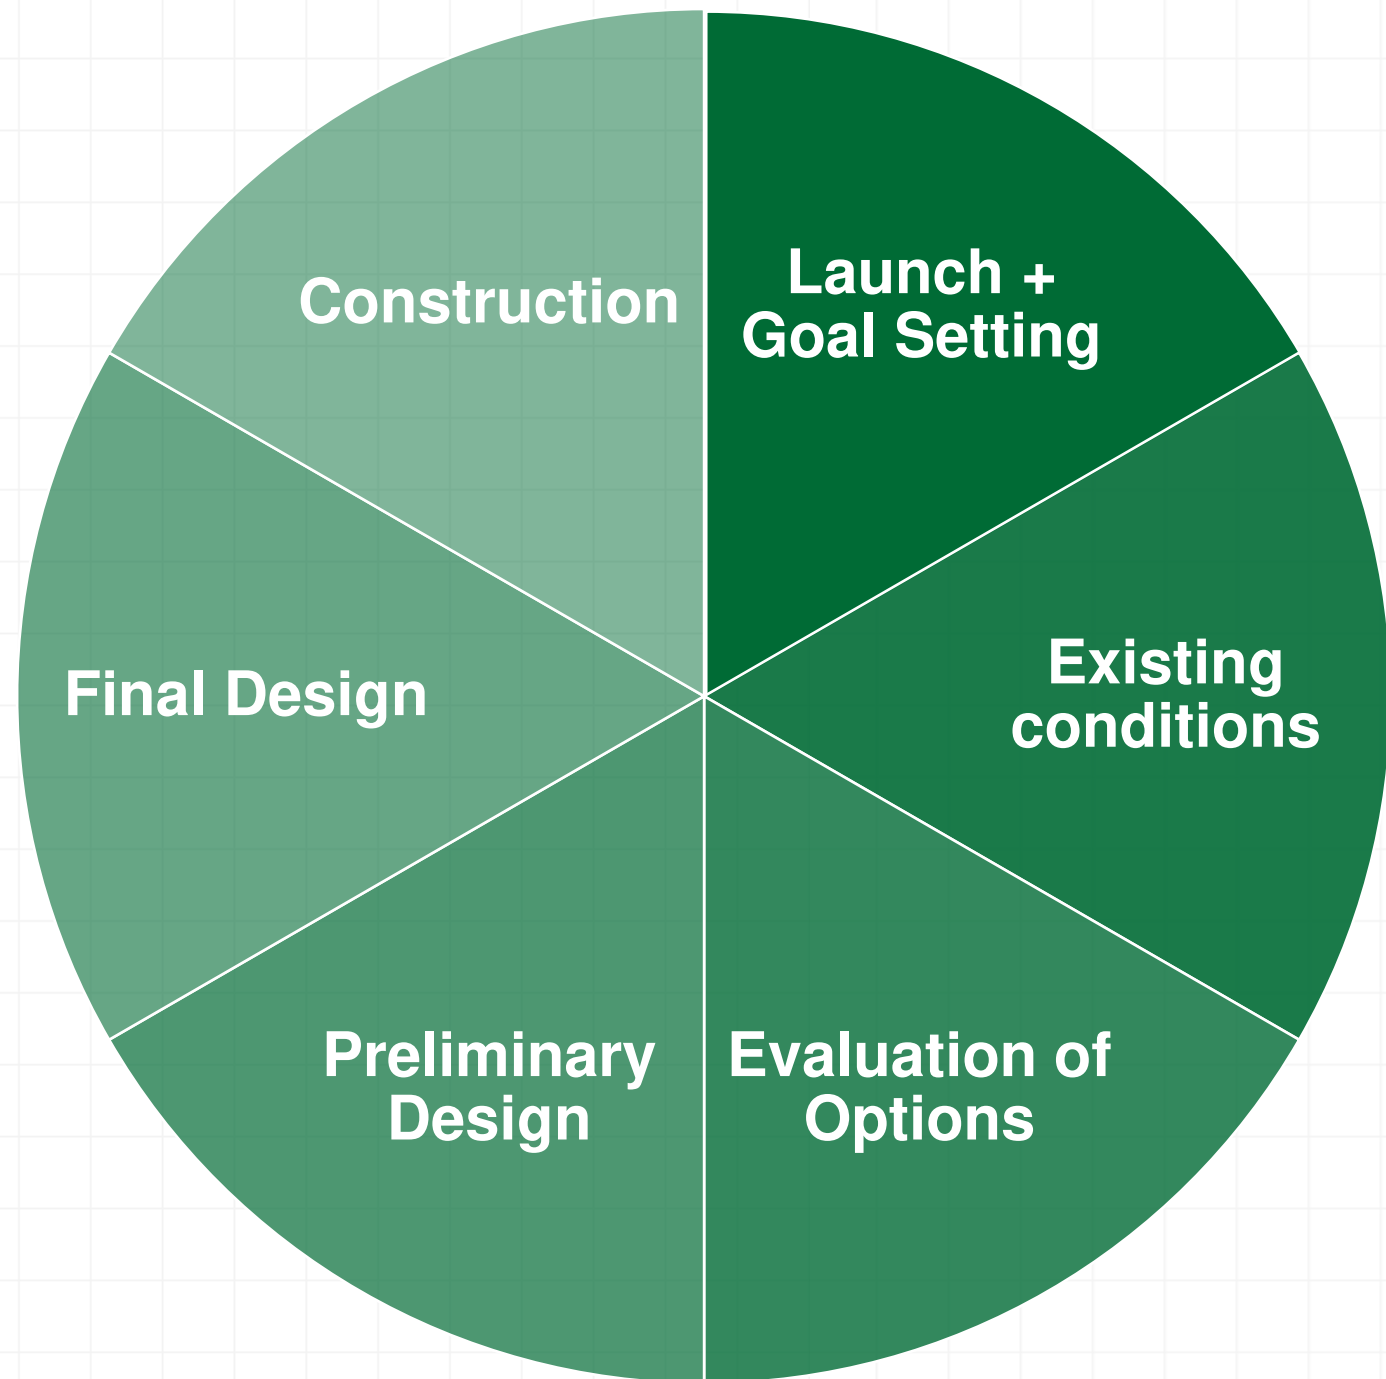 Launch +
Goal Setting
Existing
conditions
Evaluation of
Options
Preliminary
Design
Final Design
Construction